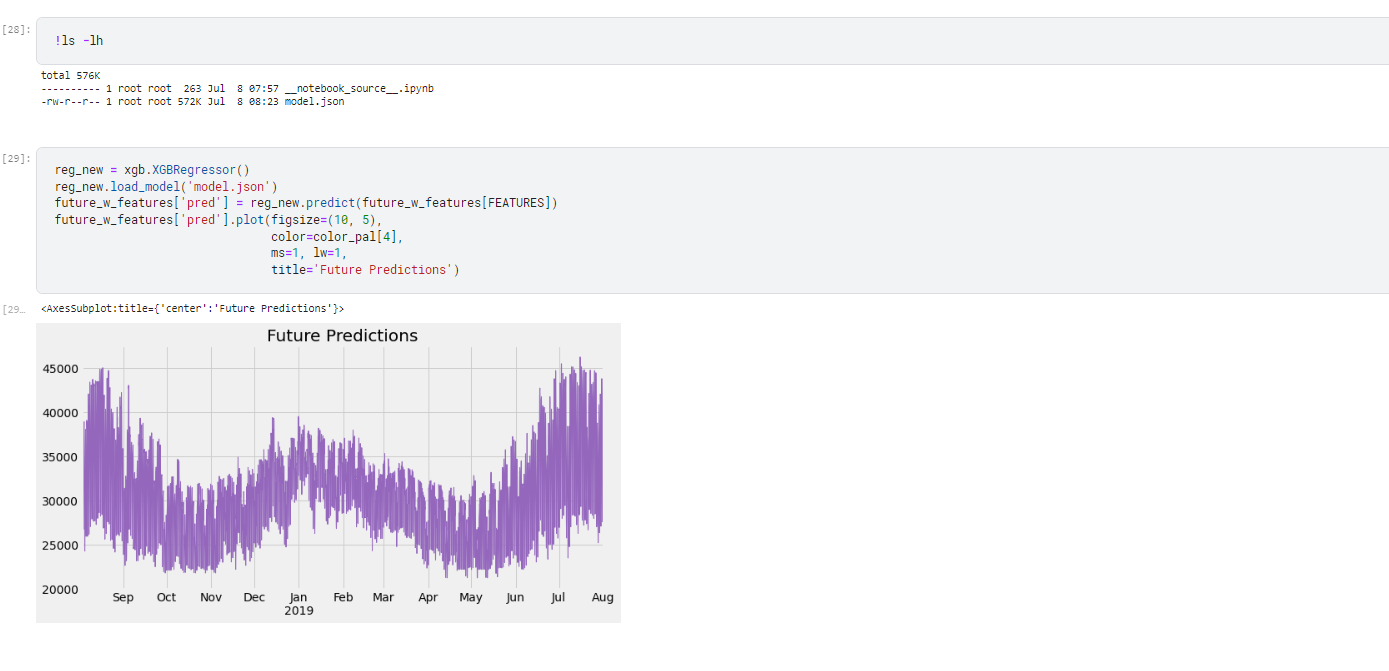 [28]:
!ls -lh
total 576K
---------- 1 root root  263 Jul  8 07:57 __notebook_source__.ipynb
-rw-r--r-- 1 root root 572K Jul  8 08:23 model.json
[29]:
reg_new = xgb.XGBRegressor()
reg_new.load_model('model.json')
future_w_features['pred'] = reg_new.predict(future_w_features[FEATURES])
future_w_features['pred'].plot(figsize=(10, 5),
                               color=color_pal[4],
                               ms=1, lw=1,
                               title='Future Predictions')
[29…
<AxesSubplot:title={'center':'Future Predictions'}>
Future Predictions
45000
40000
35000
30000
25000
20000
Sep Oct Nov Dec Jan Feb Mar Apr May Jun Jul Aug
2019